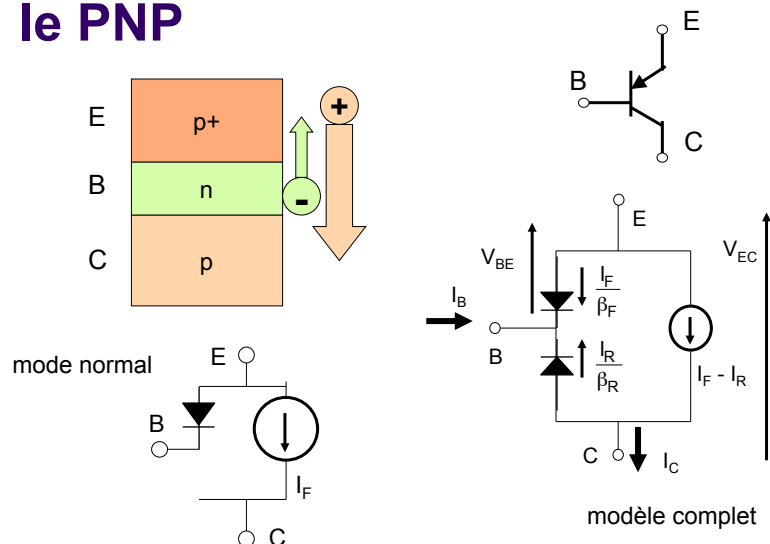 le PNP
E
p+
+
B
n
-
C
p
E
B
C
E
V_BE
V_EC
I_B
I_F
β_F
B
I_R
β_R
I_F - I_R
C
I_C
modèle complet
mode normal
E
B
I_F
C